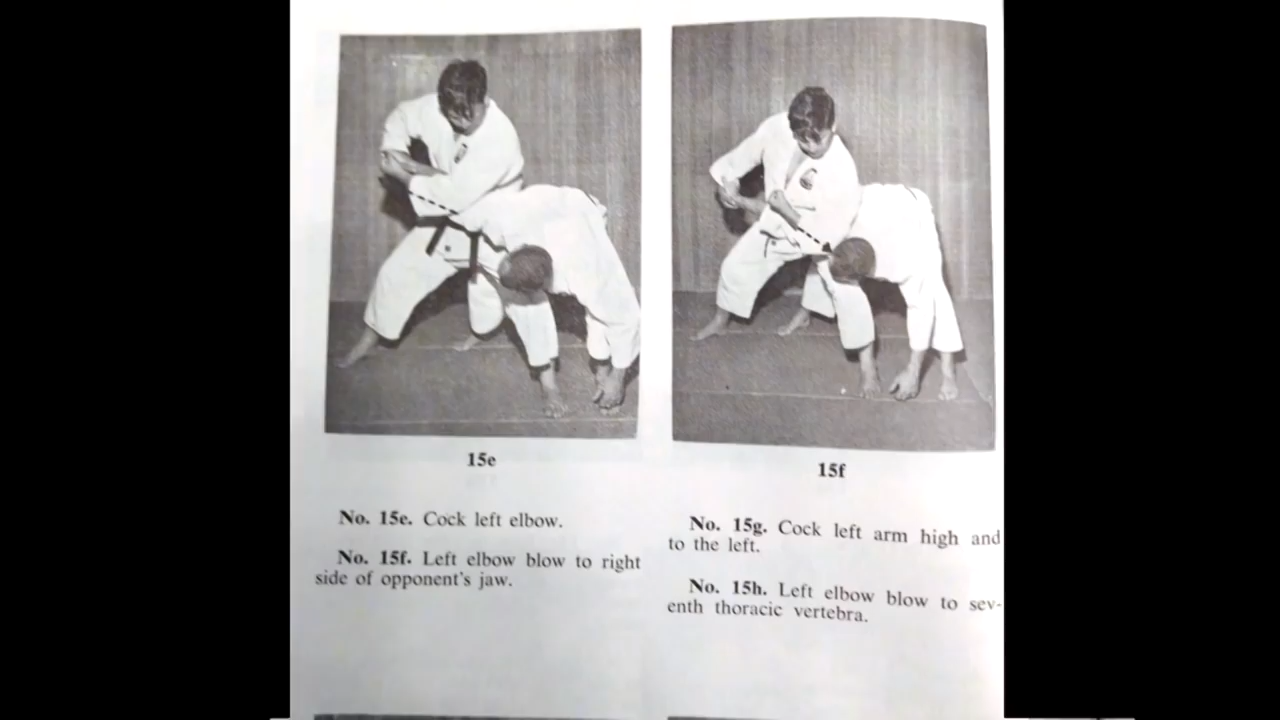 15e
15f
No. 15e. Cock left elbow.
No. 15f. Left elbow blow to right
side of opponent's jaw.
No. 15g. Cock left arm high and
to the left.
No. 15h. Left elbow blow to sev-
enth thoracic vertebra.